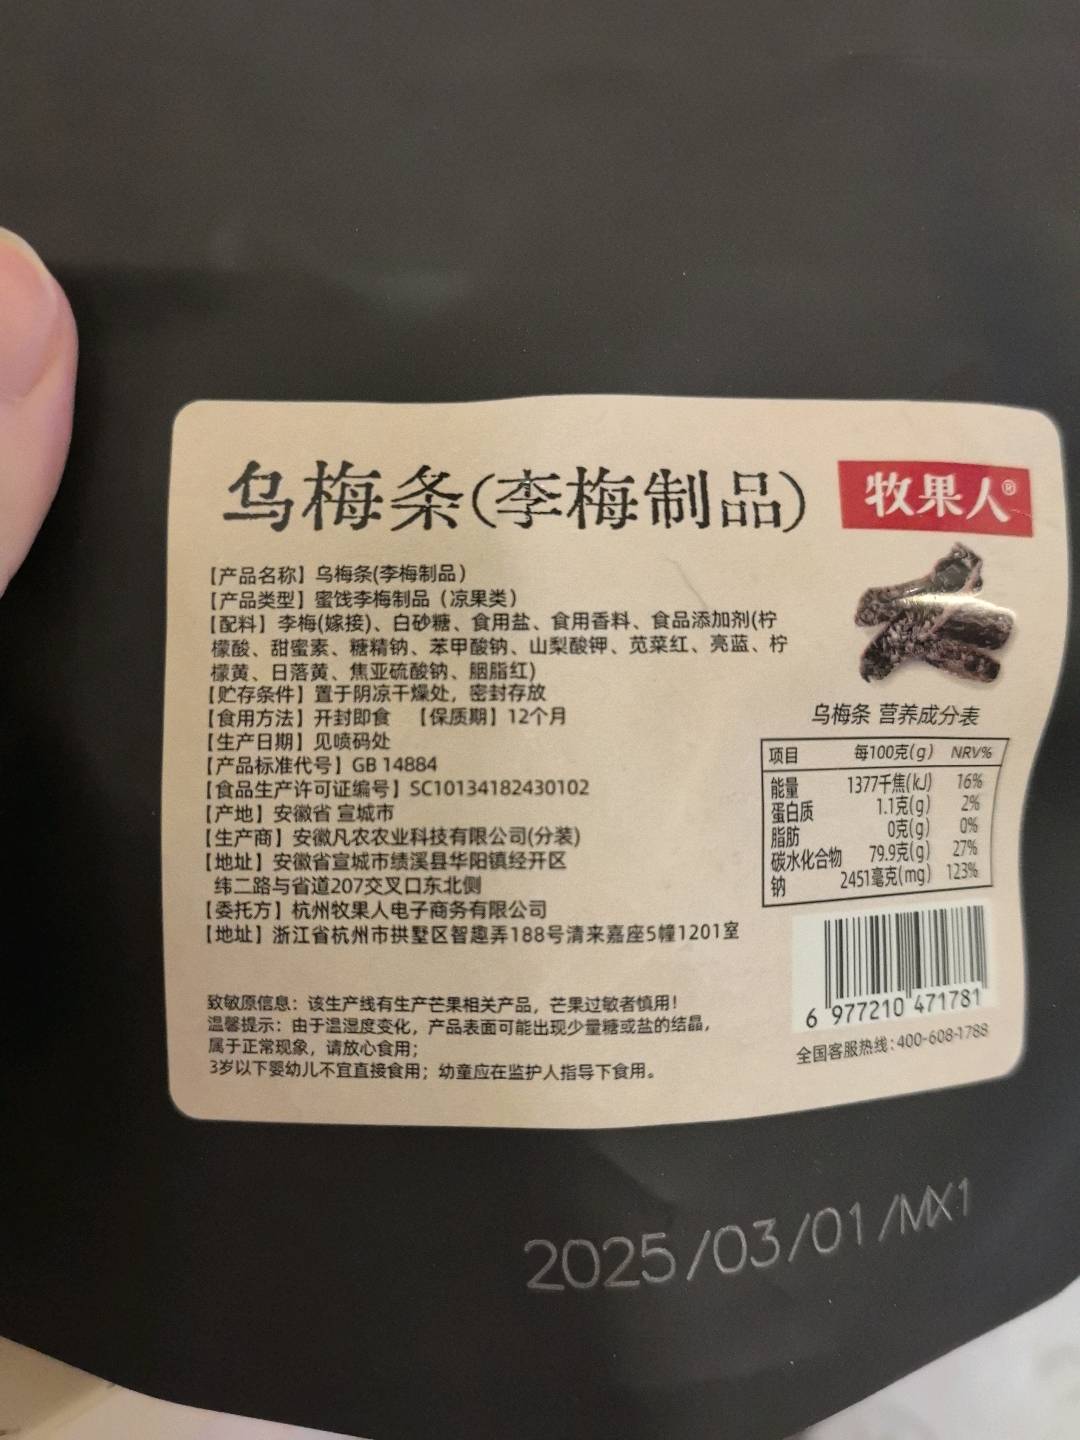 乌梅条(李梅制品)
牧果人®
【产品名称】乌梅条(李梅制品)
【产品类型】蜜饯李梅制品（凉果类）
【配料】李梅(嫁接)、白砂糖、食用盐、食用香料、食品添加剂(柠
檬酸、甜蜜素、糖精钠、苯甲酸钠、山梨酸钾、苋菜红、亮蓝、柠
檬黄、日落黄、焦亚硫酸钠、胭脂红)
【贮存条件】置于阴凉干燥处，密封存放
【食用方法】开封即食 【保质期】12个月
【生产日期】见喷码处
【产品标准代号】GB 14884
【食品生产许可证编号】SC10134182430102
【产地】安徽省 宣城市
【生产商】安徽凡农农业科技有限公司(分装)
【地址】安徽省宣城市绩溪县华阳镇经开区
纬二路与省道207交叉口东北侧
【委托方】杭州牧果人电子商务有限公司
【地址】浙江省杭州市拱墅区智趣弄188号清来嘉座5幢1201室
致敏原信息：该生产线有生产芒果相关产品，芒果过敏者慎用！
温馨提示：由于温湿度变化，产品表面可能出现少量糖或盐的结晶，
属于正常现象，请放心食用；
3岁以下婴幼儿不宜直接食用；幼童应在监护人指导下食用。
乌梅条 营养成分表
项目 每100克(g) NRV%
能量 1377千焦(kJ) 16%
蛋白质 1.1克(g) 2%
脂肪 0克(g) 0%
碳水化合物 79.9克(g) 27%
钠 2451毫克(mg) 123%
6 977210 471781
全国客服热线：400-608-1788
2025/03/01/MX1